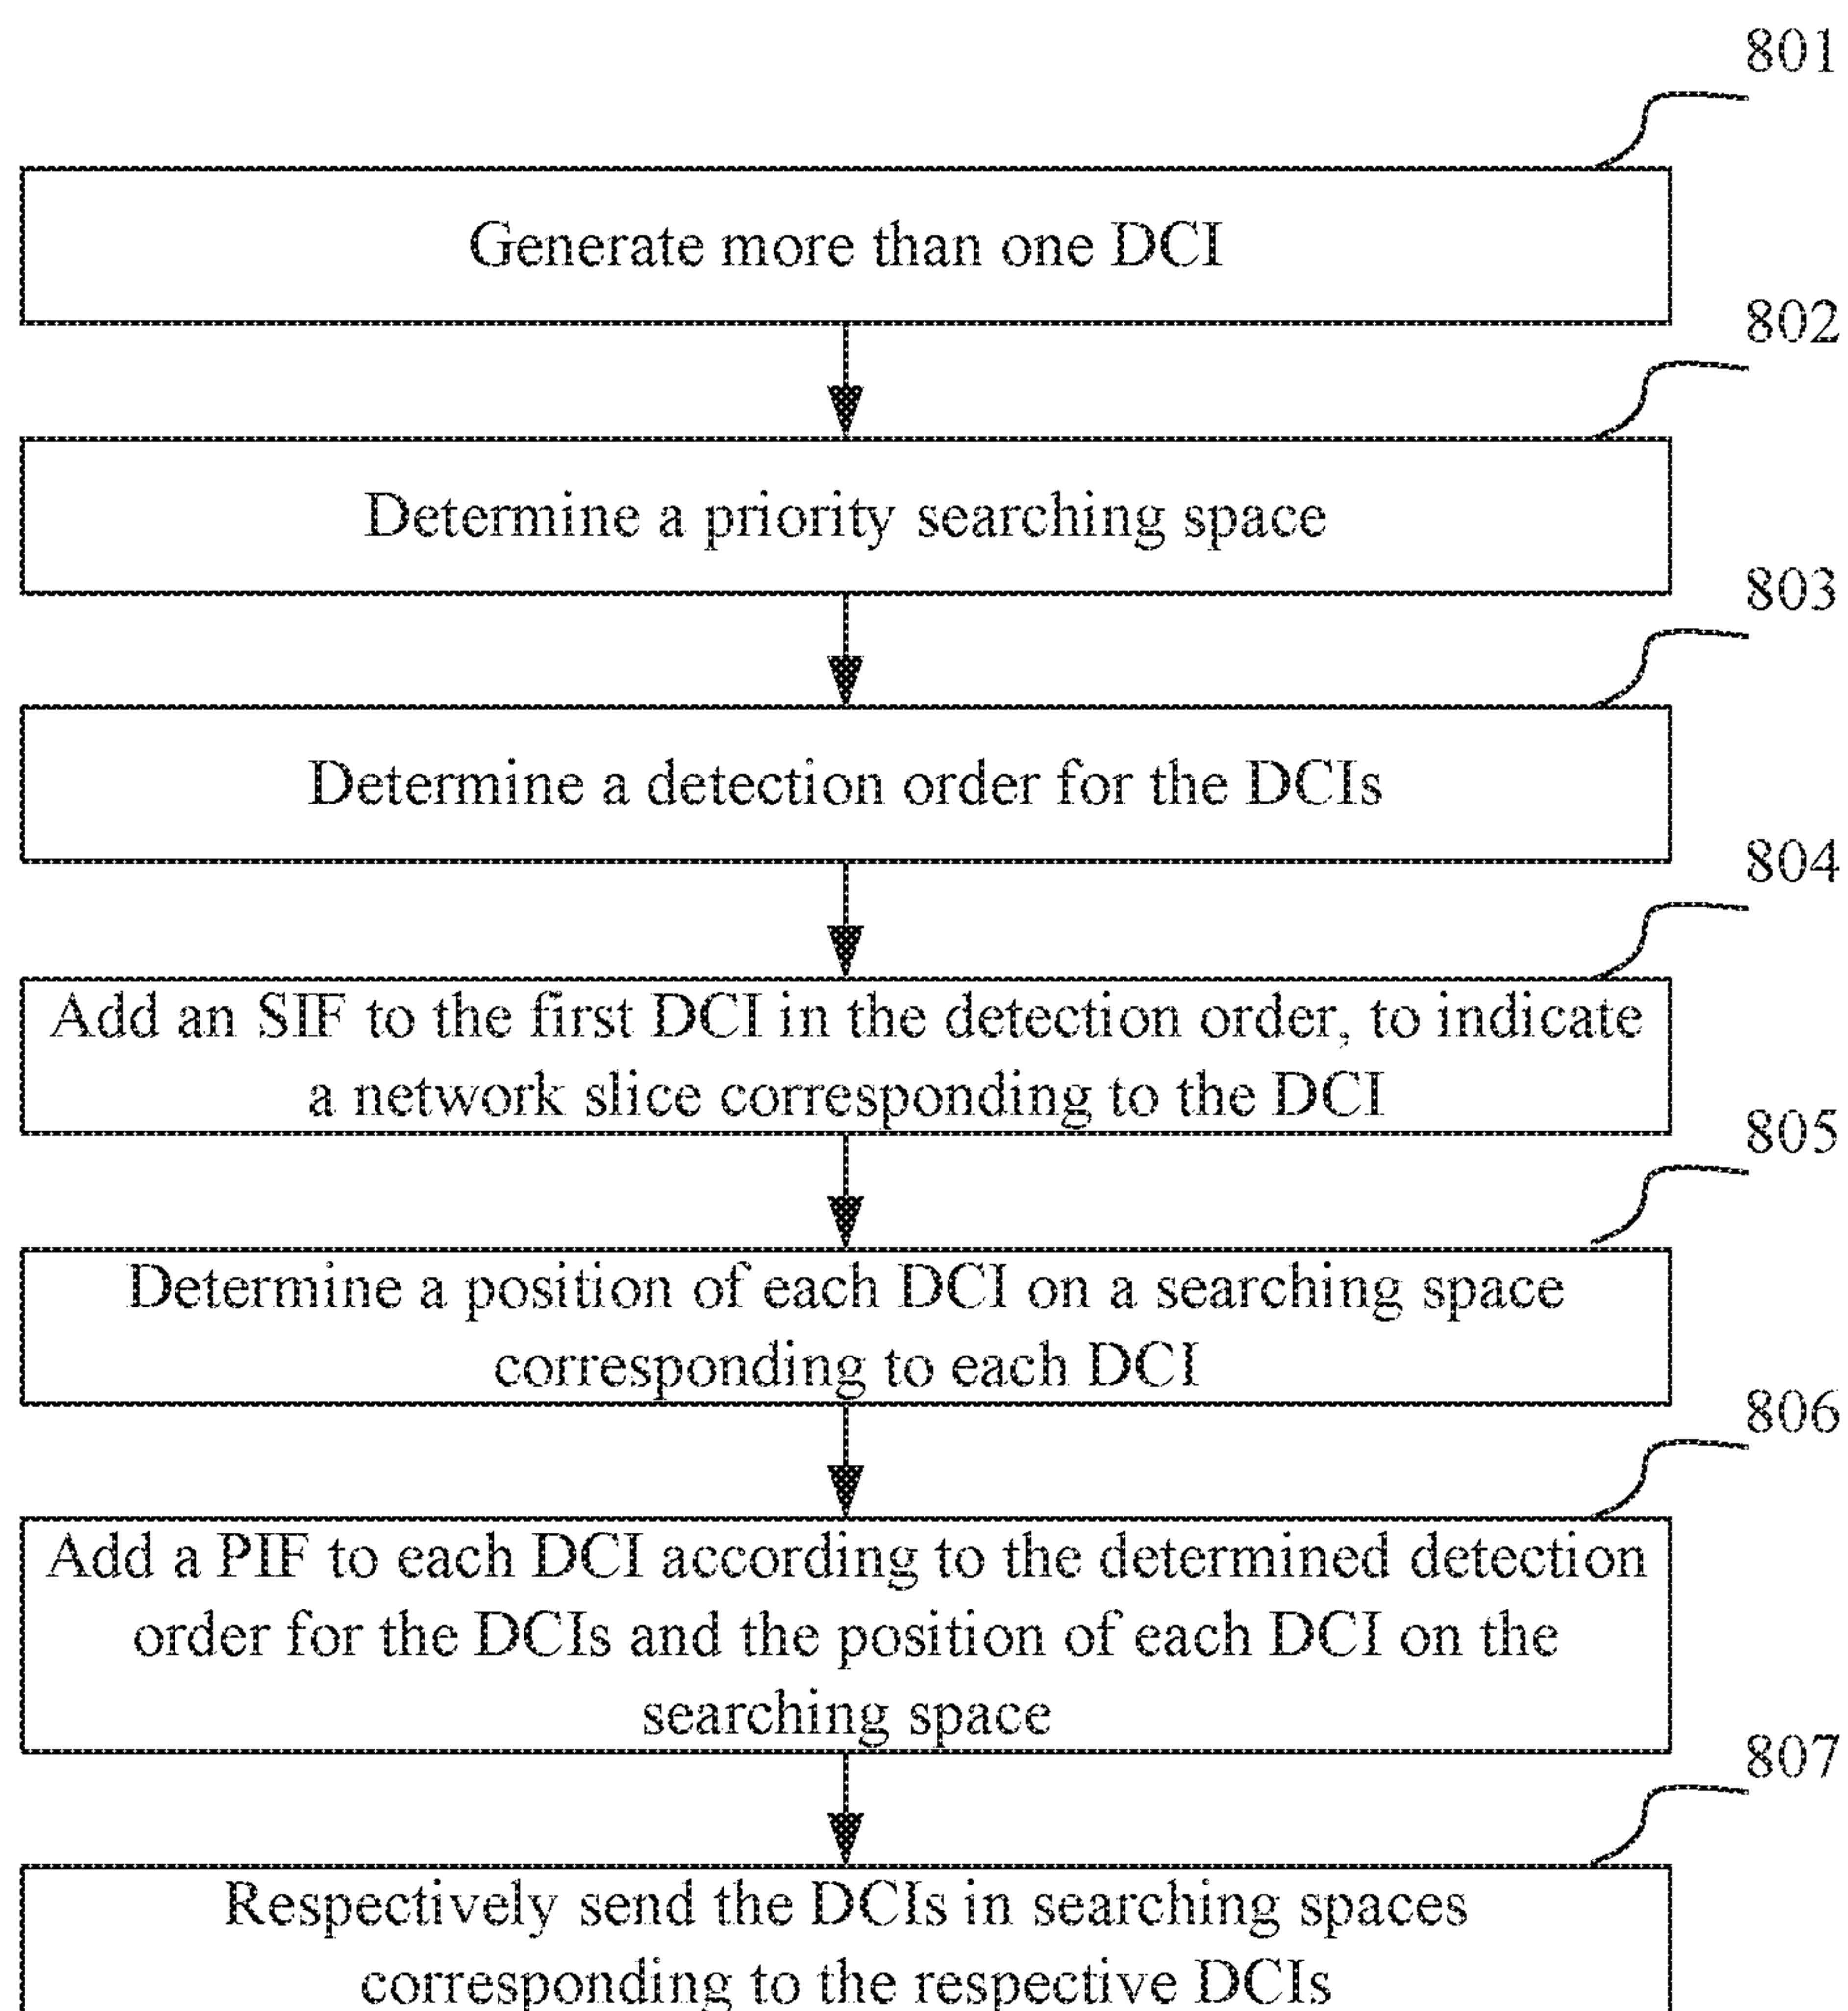 801
Generate more than one DCI
802
Determine a priority searching space
803
Determine a detection order for the DCIs
804
Add an SIF to the first DCI in the detection order, to indicate
a network slice corresponding to the DCI
805
Determine a position of each DCI on a searching space
corresponding to each DCI
806
Add a PIF to each DCI according to the determined detection
order for the DCIs and the position of each DCI on the
searching space
807
Respectively send the DCIs in searching spaces
corresponding to the respective DCIs